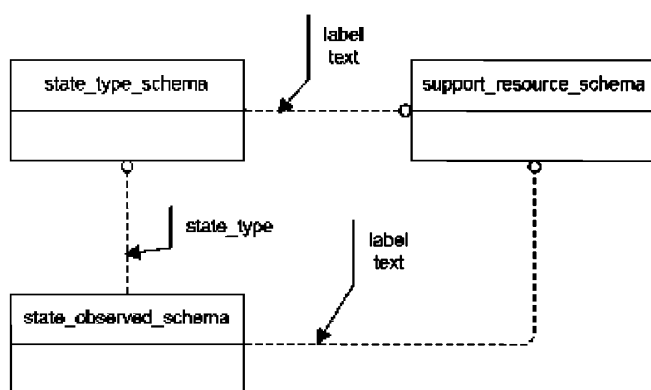 label
text
state_type_schema
support_resource_schema
state_type
label
text
state_observed_schema